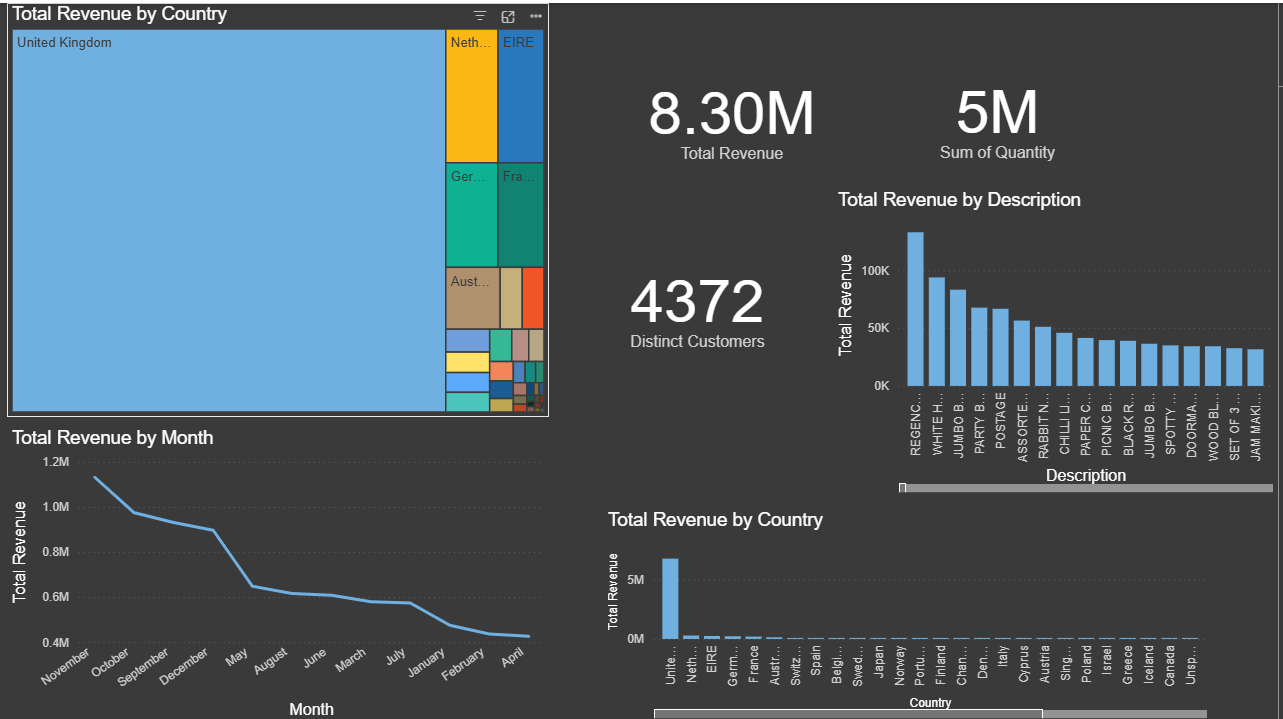 Total Revenue by Country
United Kingdom
Neth...
EIRE
Ger...
Fra...
Aust...
8.30M
Total Revenue
5M
Sum of Quantity
4372
Distinct Customers
Total Revenue by Description
Total Revenue
100K
50K
0K
REGENC...
WHITE H...
JUMBO B...
PARTY B...
POSTAGE
ASSORTE...
RABBIT N...
CHILLI LI...
PAPER C...
PICNIC B...
BLACK R...
JUMBO B...
SPOTTY ...
DOORMA...
WOOD BL...
SET OF 3 ...
JAM MAKI...
Description
Total Revenue by Month
Total Revenue
1.2M
1.0M
0.8M
0.6M
0.4M
November
October
September
December
May
August
June
March
July
January
February
April
Month
Total Revenue by Country
Total Revenue
5M
0M
Unite...
Neth...
EIRE
Germ...
France
Austr...
Switz...
Spain
Belgi...
Swed...
Japan
Norway
Portu...
Finland
Chan...
Den...
Italy
Cyprus
Austria
Sing...
Poland
Israel
Greece
Iceland
Canada
Unsp...
Country